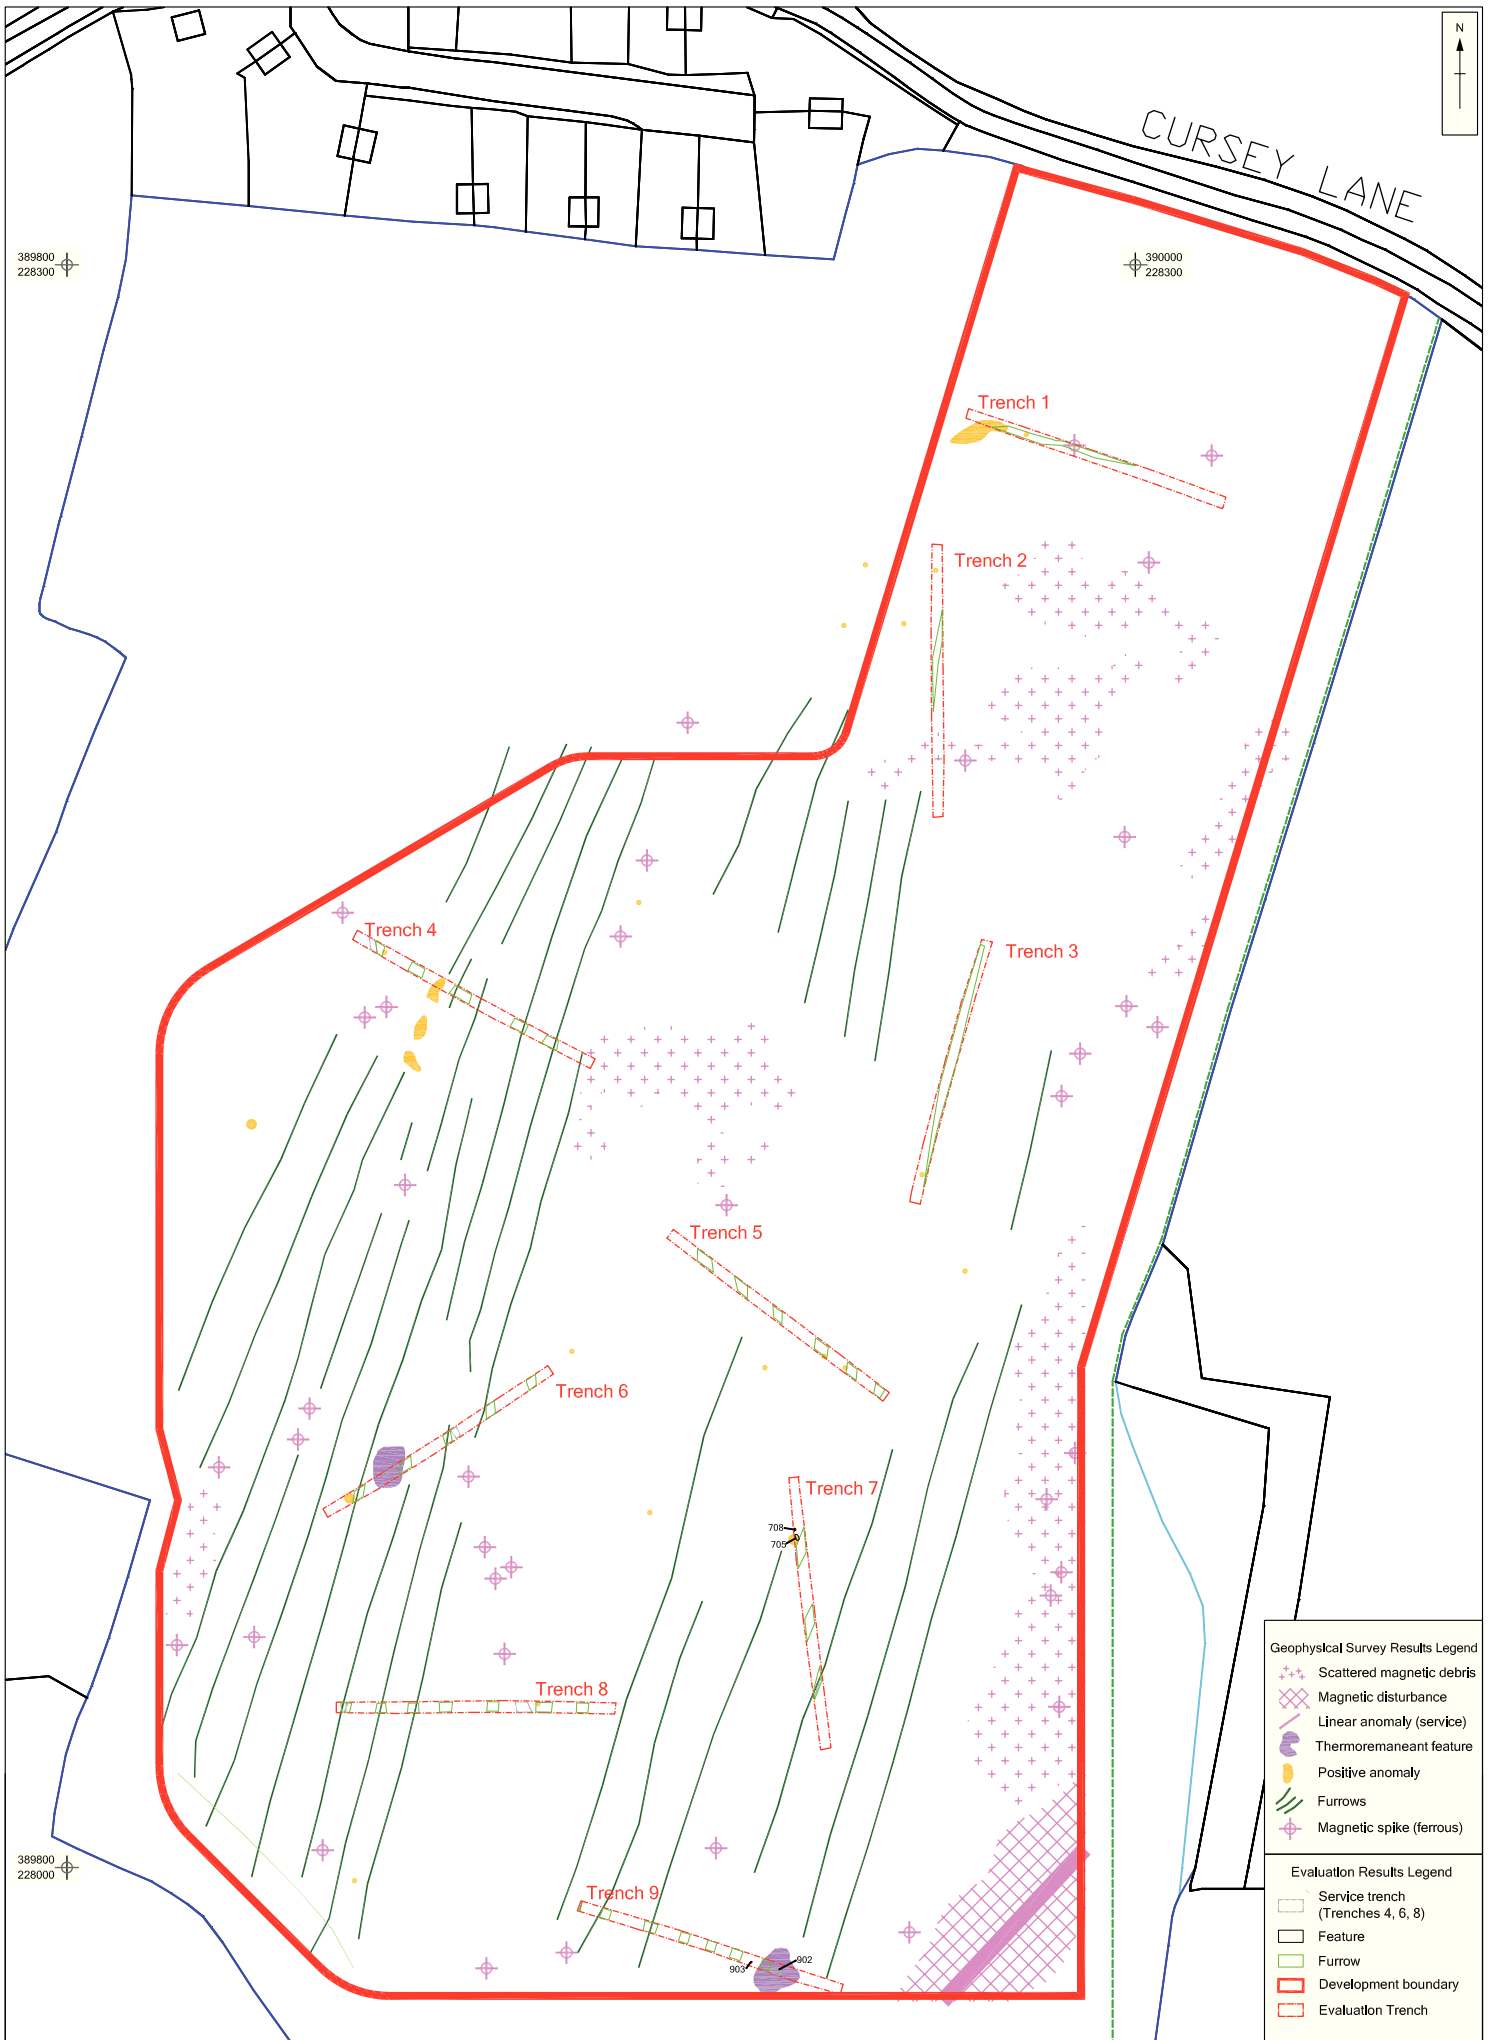 N
CURSEY LANE
389800
228300
390000
228300
Trench 1
Trench 2
Trench 4
Trench 3
Trench 5
Trench 6
Trench 7
708
705
Trench 8
Trench 9
903
902
389800
228000
Geophysical Survey Results Legend
Scattered magnetic debris
Magnetic disturbance
Linear anomaly (service)
Thermoremaneant feature
Positive anomaly
Furrows
Magnetic spike (ferrous)
Evaluation Results Legend
Service trench
(Trenches 4, 6, 8)
Feature
Furrow
Development boundary
Evaluation Trench